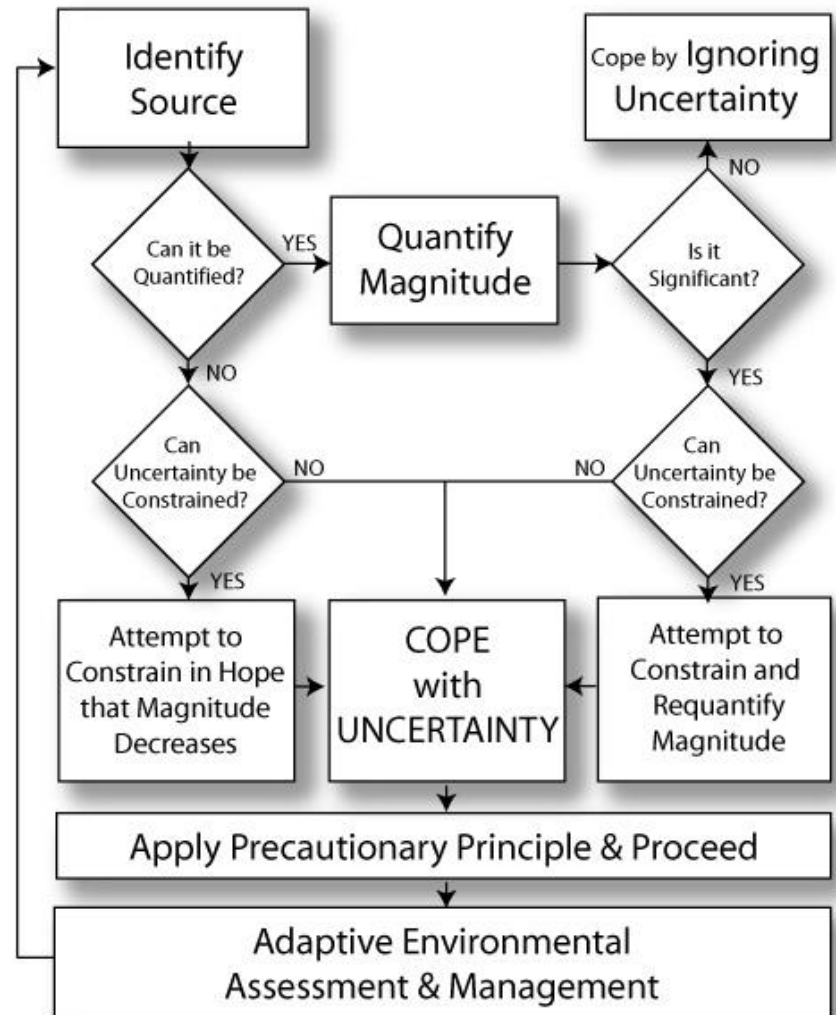 Identify
Source
Cope by Ignoring
Uncertainty
NO
Can it be
Quantified?
YES
Quantify
Magnitude
Is it
Significant?
NO
YES
Can
Uncertainty be
Constrained?
NO
NO
Can
Uncertainty be
Constrained?
YES
YES
Attempt to
Constrain in Hope
that Magnitude
Decreases
COPE
with
UNCERTAINTY
Attempt to
Constrain and
Requantify
Magnitude
Apply Precautionary Principle & Proceed
Adaptive Environmental
Assessment & Management